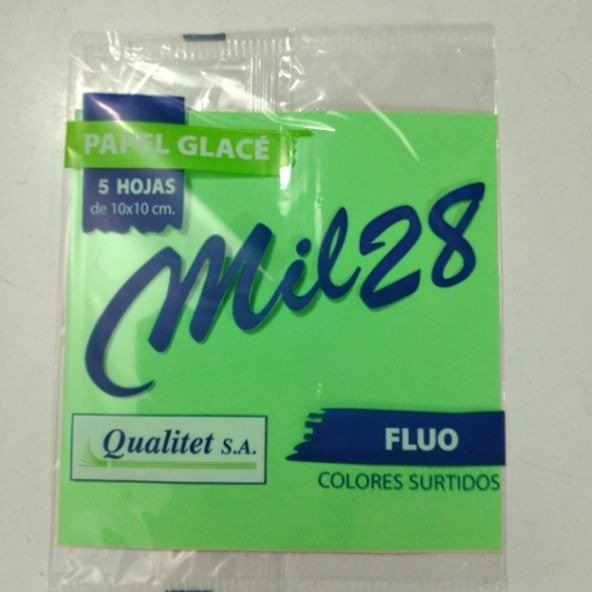 PAPEL GLACÉ
5 HOJAS
de 10x10 cm.
Mil28
Qualitet S.A.
FLUO
COLORES SURTIDOS